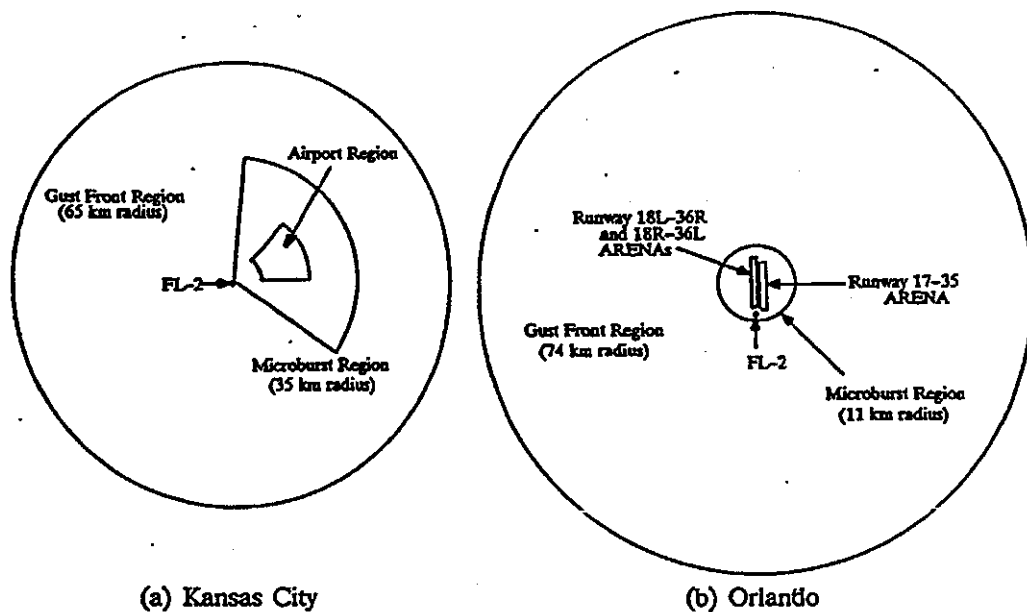 Airport Region
Gust Front Region
(65 km radius)
FL-2
Microburst Region
(35 km radius)
(a) Kansas City
Runway 18L-36R
and 18R-36L
ARENAs
Runway 17-35
ARENA
Gust Front Region
(74 km radius)
FL-2
Microburst Region
(11 km radius)
(b) Orlando